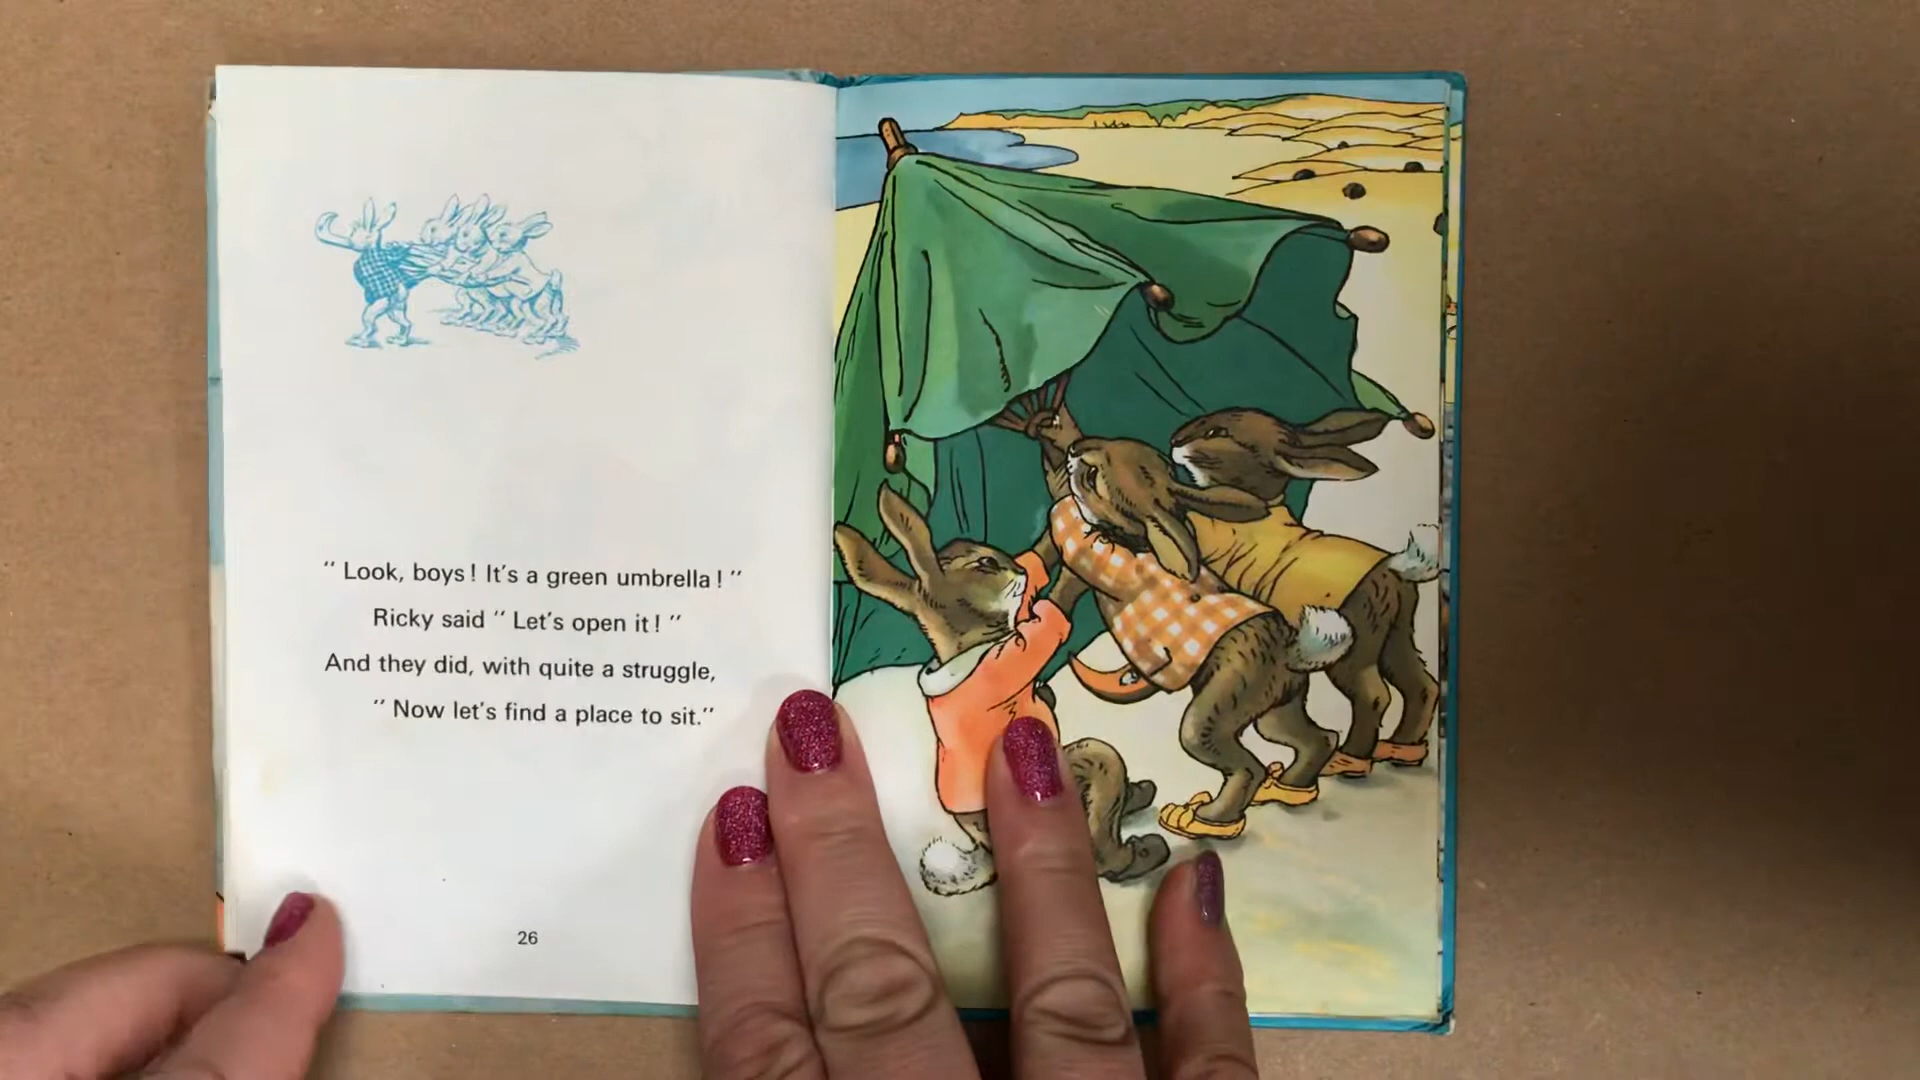 “ Look, boys! It's a green umbrella! ”
Ricky said “ Let's open it! ”
And they did, with quite a struggle,
“ Now let's find a place to sit.”
26